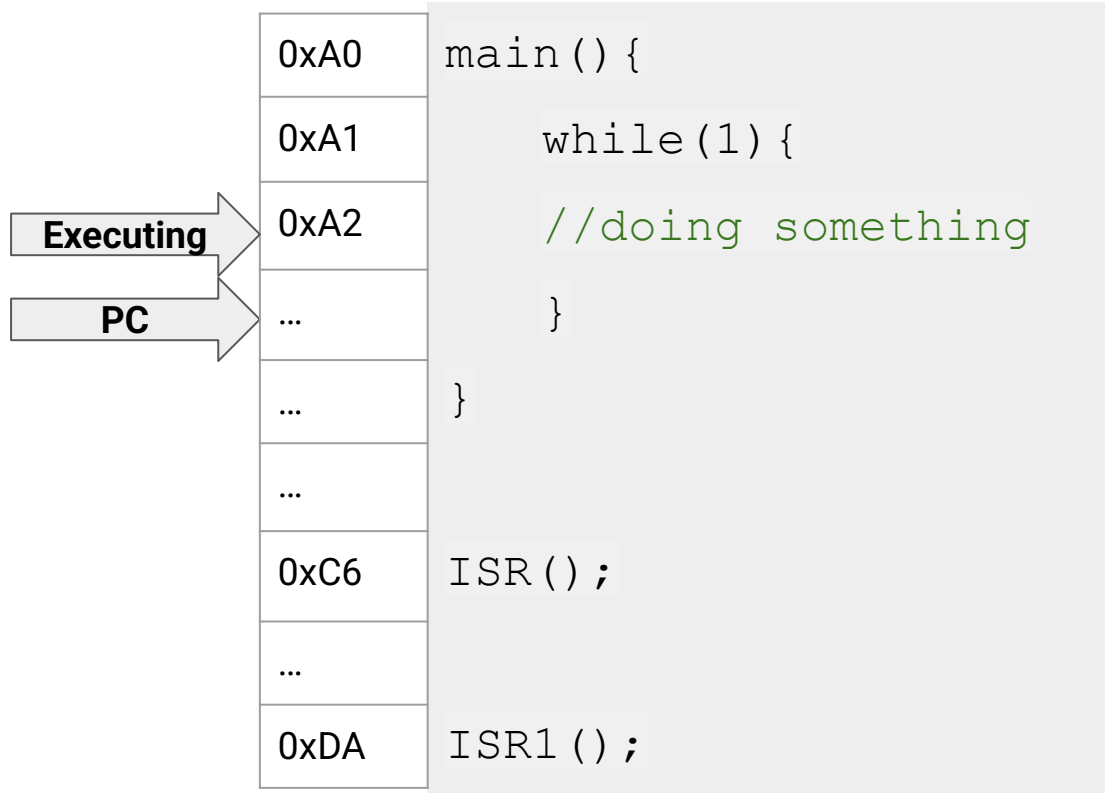 0xA0 main(){
0xA1 while(1){
Executing 0xA2 //doing something
PC … }
… }
…
0xC6 ISR();
…
0xDA ISR1();